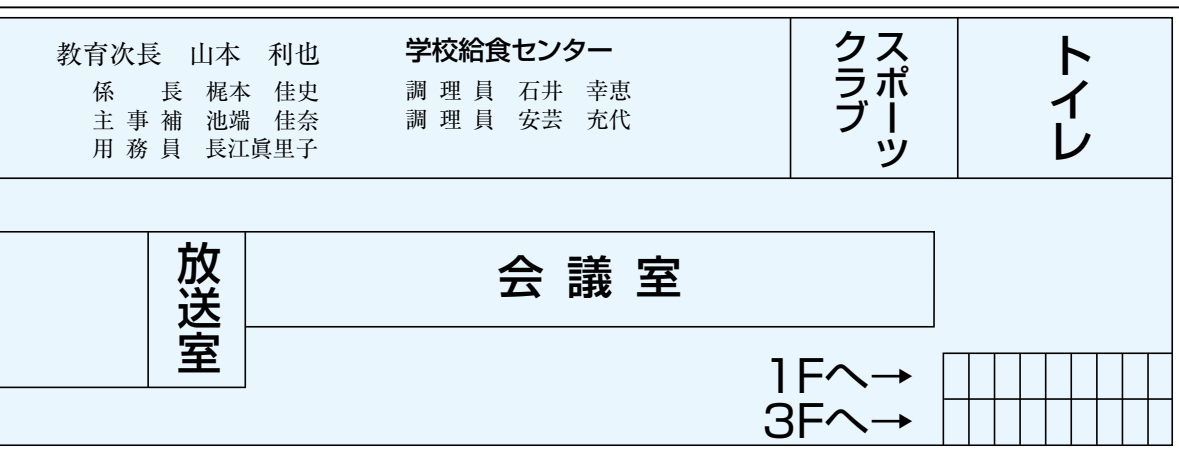 教育次長　山本　利也
係　　長　梶本　佳史
主 事 補　池端　佳奈
用 務 員　長江眞里子
学校給食センター
調 理 員　石井　幸恵
調 理 員　安芸　充代
スポーツ
クラブ
トイレ
放送室
会 議 室
1Fへ→
3Fへ→